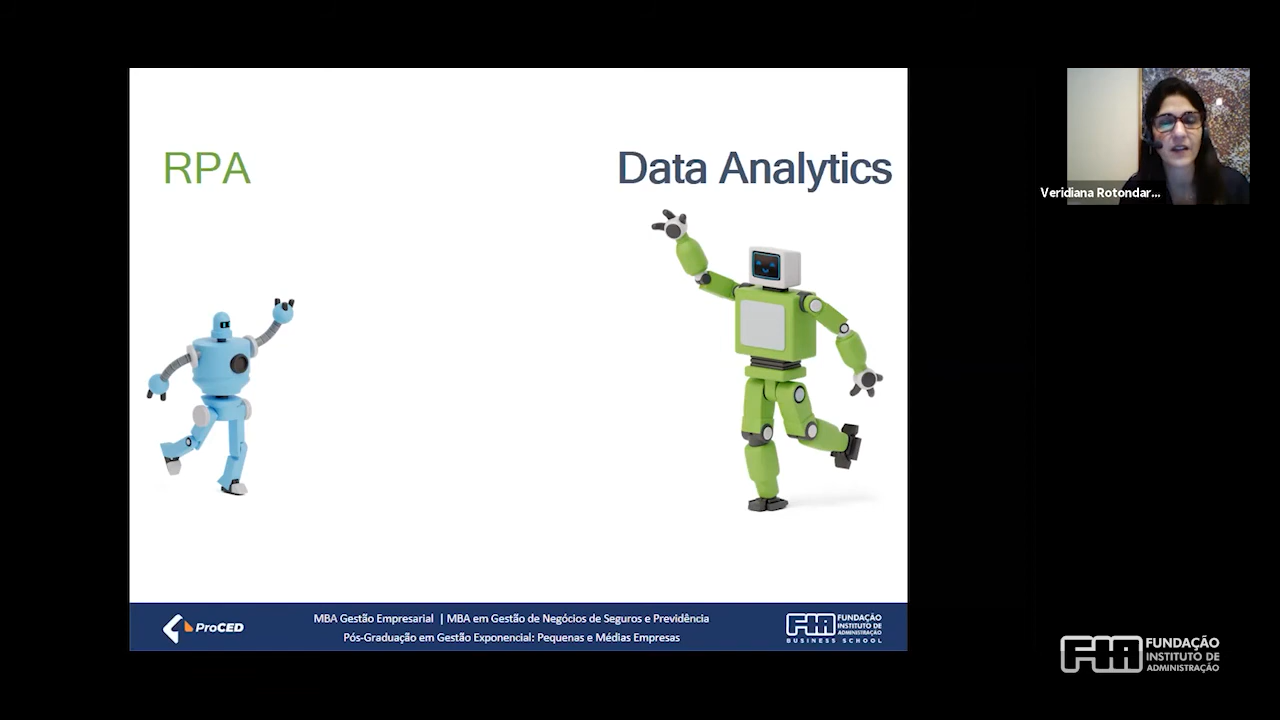 RPA
Data Analytics
Veridiana Rotondar...
ProCED
MBA Gestão Empresarial | MBA em Gestão de Negócios de Seguros e Previdência
Pós-Graduação em Gestão Exponencial: Pequenas e Médias Empresas
FIA FUNDAÇÃO
INSTITUTO DE
ADMINISTRAÇÃO
BUSINESS SCHOOL
FIA FUNDAÇÃO
INSTITUTO DE
ADMINISTRAÇÃO